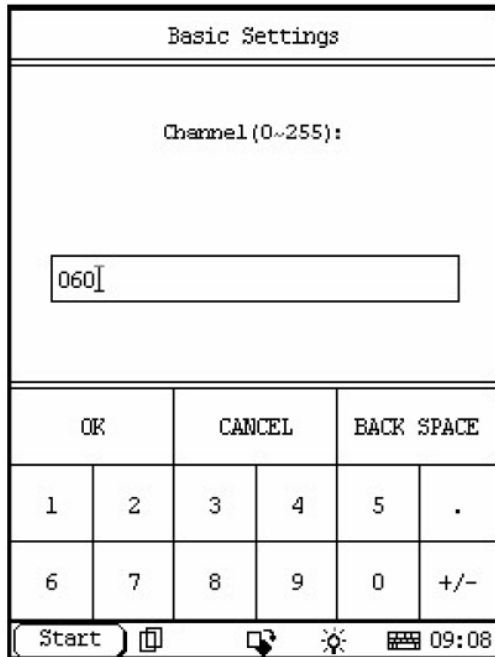 Basic Settings
Channel(0~255):
060
OK CANCEL BACK SPACE
1 2 3 4 5 .
6 7 8 9 0 +/-
Start 09:08